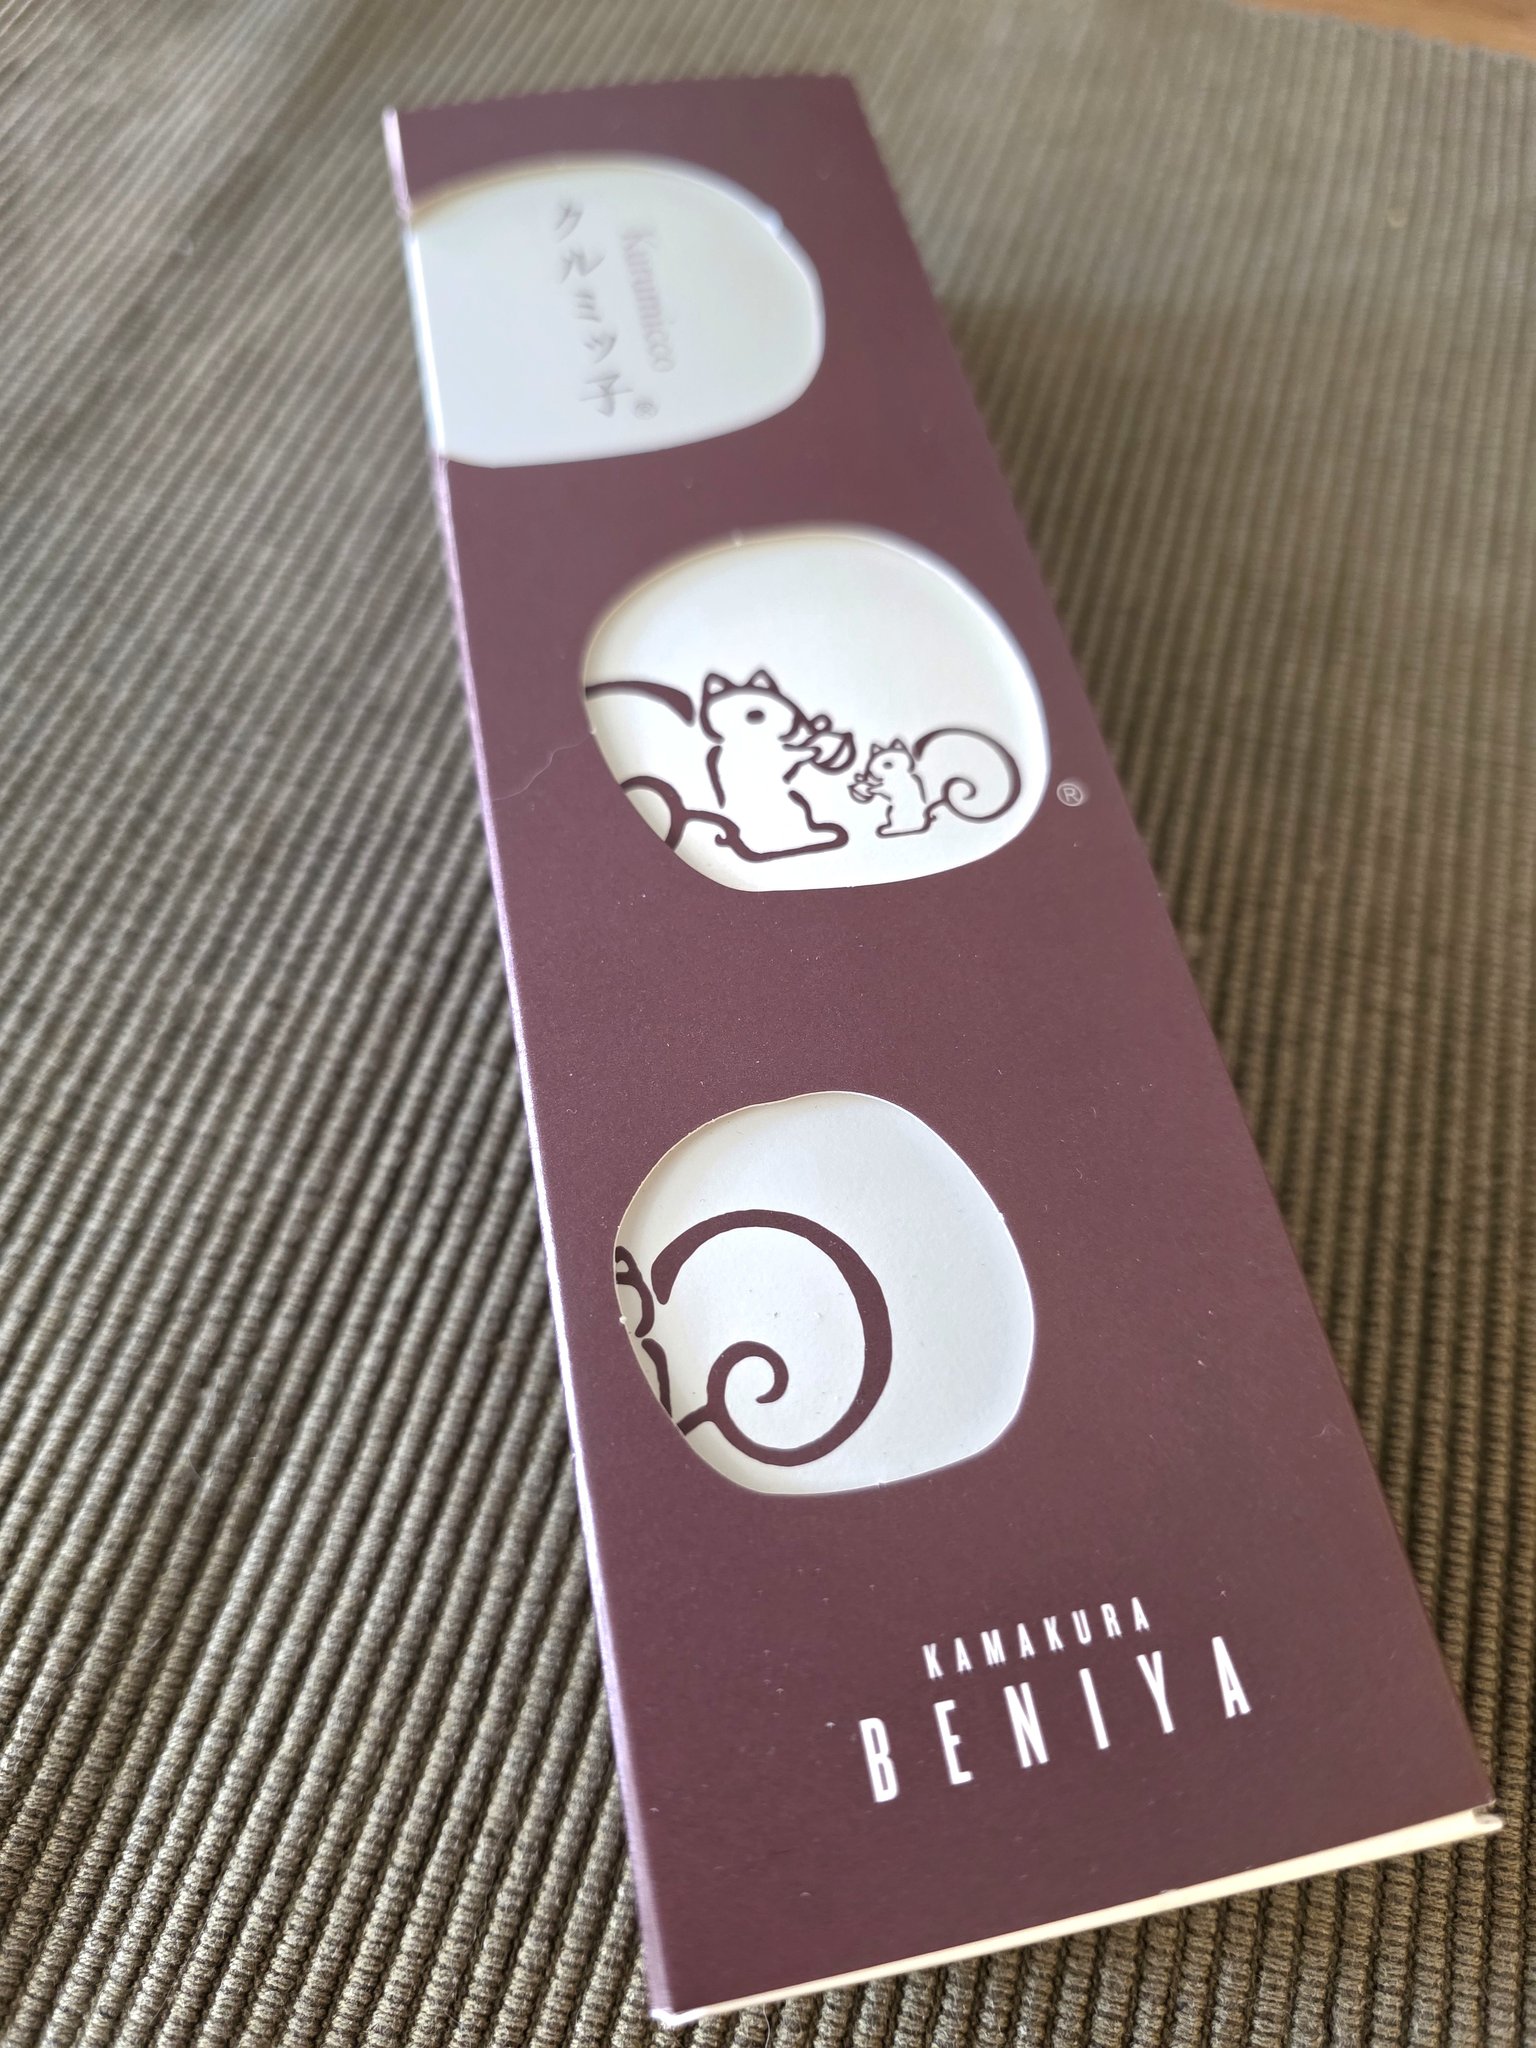 Kurumicco
クルミッ子®
®
KAMAKURA
BENIYA